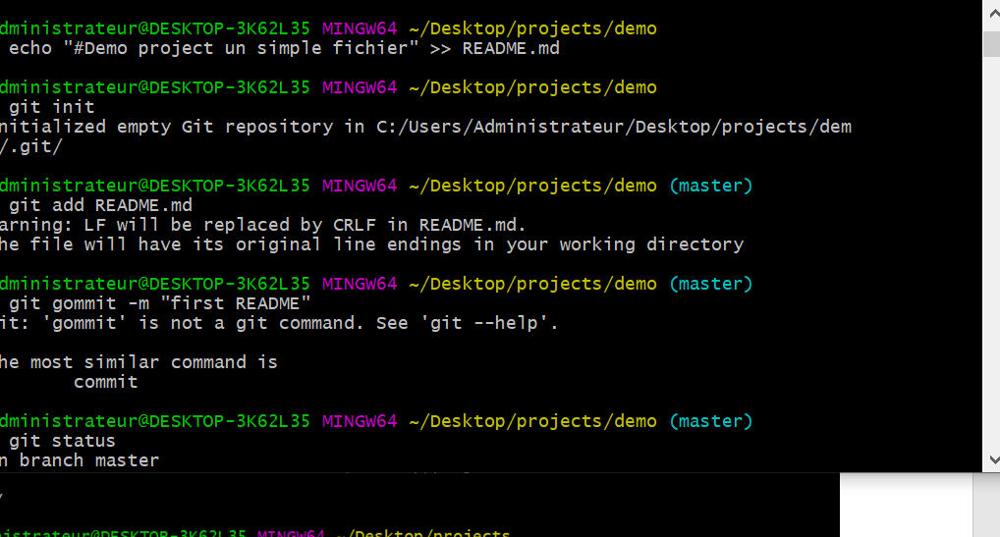 dministrateur@DESKTOP-3K62L35 MINGW64 ~/Desktop/projects/demo
echo "#Demo project un simple fichier" >> README.md
dministrateur@DESKTOP-3K62L35 MINGW64 ~/Desktop/projects/demo
git init
nitialized empty Git repository in C:/Users/Administrateur/Desktop/projects/dem
/.git/
dministrateur@DESKTOP-3K62L35 MINGW64 ~/Desktop/projects/demo (master)
git add README.md
arning: LF will be replaced by CRLF in README.md.
he file will have its original line endings in your working directory
dministrateur@DESKTOP-3K62L35 MINGW64 ~/Desktop/projects/demo (master)
git gommit -m "first README"
it: 'gommit' is not a git command. See 'git --help'.
he most similar command is
commit
dministrateur@DESKTOP-3K62L35 MINGW64 ~/Desktop/projects/demo (master)
git status
n branch master
inistrateur@DESKTOP-3K62L35 MINGW64 ~/Desktop/projects